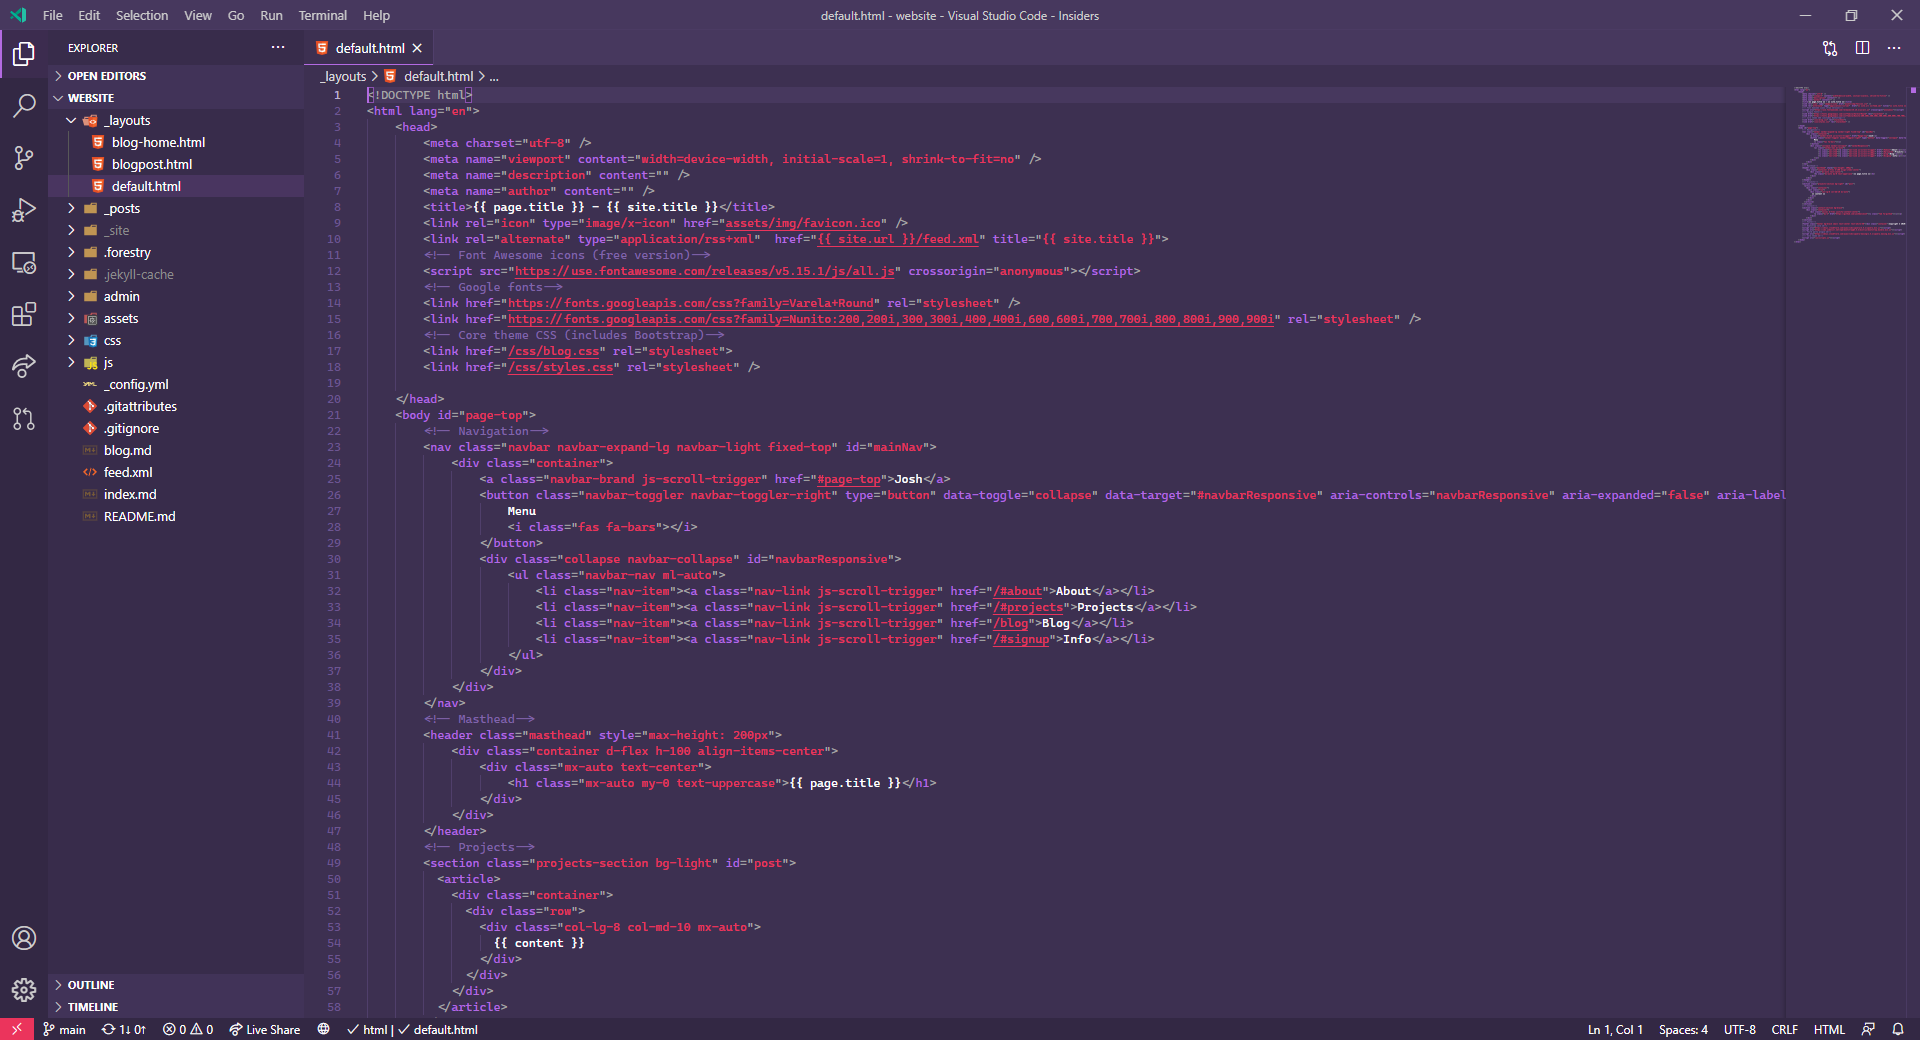 File Edit Selection View Go Run Terminal Help
default.html - website - Visual Studio Code - Insiders
EXPLORER
OPEN EDITORS
WEBSITE
_layouts
blog-home.html
blogpost.html
default.html
_posts
_site
.forestry
.jekyll-cache
admin
assets
css
js
_config.yml
.gitattributes
.gitignore
blog.md
feed.xml
index.md
README.md
OUTLINE
TIMELINE
default.html
_layouts > default.html > ...
1 <!DOCTYPE html>
2 <html lang="en">
3 <head>
4 <meta charset="utf-8" />
5 <meta name="viewport" content="width=device-width, initial-scale=1, shrink-to-fit=no" />
6 <meta name="description" content="" />
7 <meta name="author" content="" />
8 <title>{{ page.title }} - {{ site.title }}</title>
9 <link rel="icon" type="image/x-icon" href="assets/img/favicon.ico" />
10 <link rel="alternate" type="application/rss+xml"  href="{{ site.url }}/feed.xml" title="{{ site.title }}">
11 <!-- Font Awesome icons (free version)-->
12 <script src="https://use.fontawesome.com/releases/v5.15.1/js/all.js" crossorigin="anonymous"></script>
13 <!-- Google fonts-->
14 <link href="https://fonts.googleapis.com/css?family=Varela+Round" rel="stylesheet" />
15 <link href="https://fonts.googleapis.com/css?family=Nunito:200,200i,300,300i,400,400i,600,600i,700,700i,800,800i,900,900i" rel="stylesheet" />
16 <!-- Core theme CSS (includes Bootstrap)-->
17 <link href="/css/blog.css" rel="stylesheet">
18 <link href="/css/styles.css" rel="stylesheet" />
19
20 </head>
21 <body id="page-top">
22 <!-- Navigation-->
23 <nav class="navbar navbar-expand-lg navbar-light fixed-top" id="mainNav">
24 <div class="container">
25 <a class="navbar-brand js-scroll-trigger" href="#page-top">Josh</a>
26 <button class="navbar-toggler navbar-toggler-right" type="button" data-toggle="collapse" data-target="#navbarResponsive" aria-controls="navbarResponsive" aria-expanded="false" aria-label
27 Menu
28 <i class="fas fa-bars"></i>
29 </button>
30 <div class="collapse navbar-collapse" id="navbarResponsive">
31 <ul class="navbar-nav ml-auto">
32 <li class="nav-item"><a class="nav-link js-scroll-trigger" href="/#about">About</a></li>
33 <li class="nav-item"><a class="nav-link js-scroll-trigger" href="/#projects">Projects</a></li>
34 <li class="nav-item"><a class="nav-link js-scroll-trigger" href="/blog">Blog</a></li>
35 <li class="nav-item"><a class="nav-link js-scroll-trigger" href="/#signup">Info</a></li>
36 </ul>
37 </div>
38 </div>
39 </nav>
40 <!-- Masthead-->
41 <header class="masthead" style="max-height: 200px">
42 <div class="container d-flex h-100 align-items-center">
43 <div class="mx-auto text-center">
44 <h1 class="mx-auto my-0 text-uppercase">{{ page.title }}</h1>
45 </div>
46 </div>
47 </header>
48 <!-- Projects-->
49 <section class="projects-section bg-light" id="post">
50 <article>
51 <div class="container">
52 <div class="row">
53 <div class="col-lg-8 col-md-10 mx-auto">
54 {{ content }}
55 </div>
56 </div>
57 </div>
58 </article>
main 1↓ 0↑ 0 0 Live Share html | default.html
Ln 1, Col 1 Spaces: 4 UTF-8 CRLF HTML